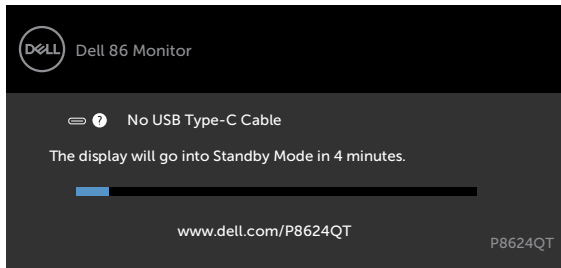 DELL
Dell 86 Monitor
? No USB Type-C Cable
The display will go into Standby Mode in 4 minutes.
www.dell.com/P8624QT
P8624QT